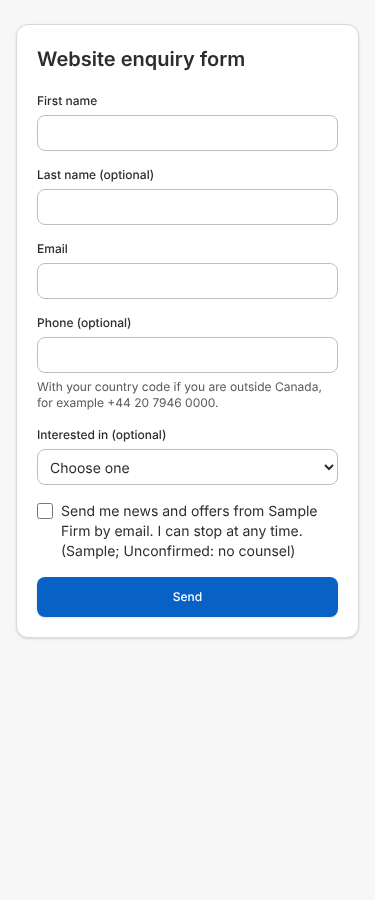 Website enquiry form
First name
Last name (optional)
Email
Phone (optional)
With your country code if you are outside Canada,
for example +44 20 7946 0000.
Interested in (optional)
Choose one
Send me news and offers from Sample
Firm by email. I can stop at any time.
(Sample; Unconfirmed: no counsel)
Send